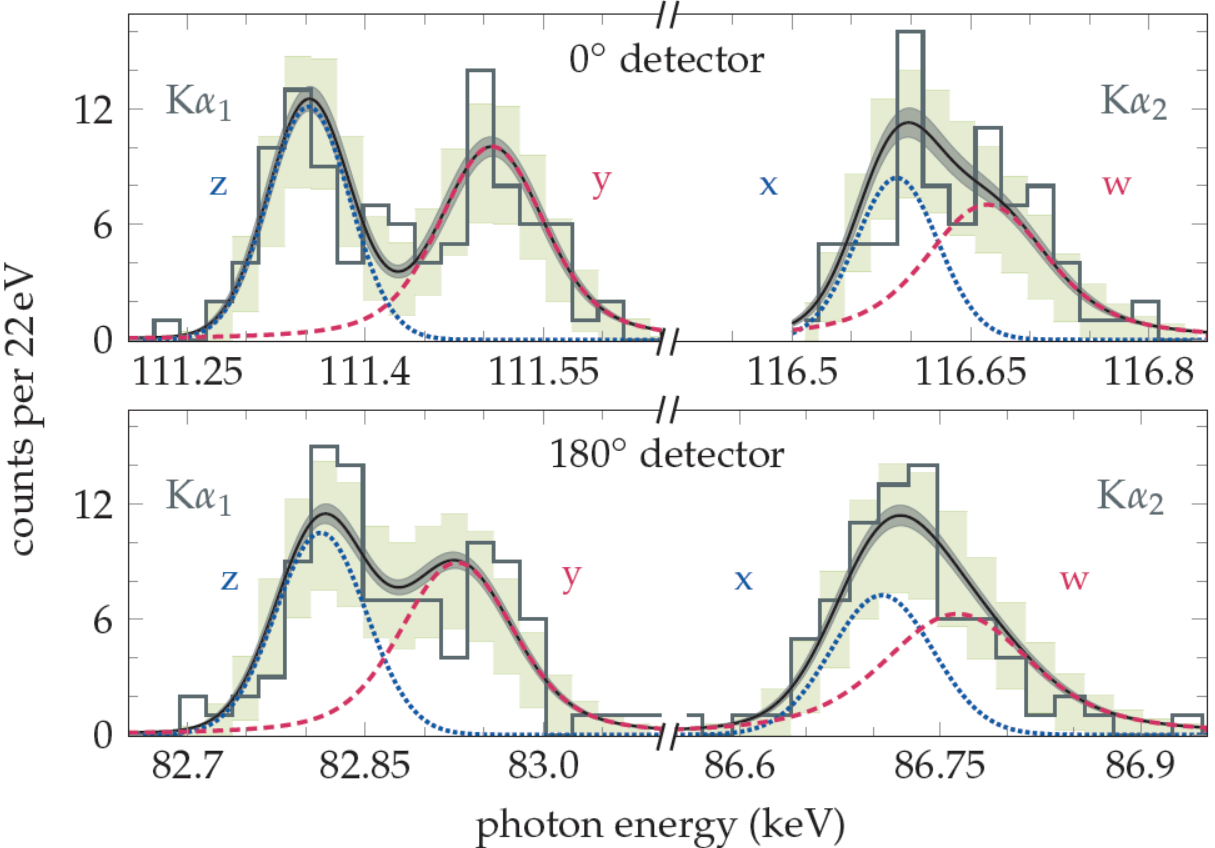 counts per 22 eV
0° detector
Kα₁
Kα₂
z
y
x
w
12
6
0
111.25
111.4
111.55
116.5
116.65
116.8
180° detector
Kα₁
Kα₂
z
y
x
w
12
6
0
82.7
82.85
83.0
86.6
86.75
86.9
photon energy (keV)